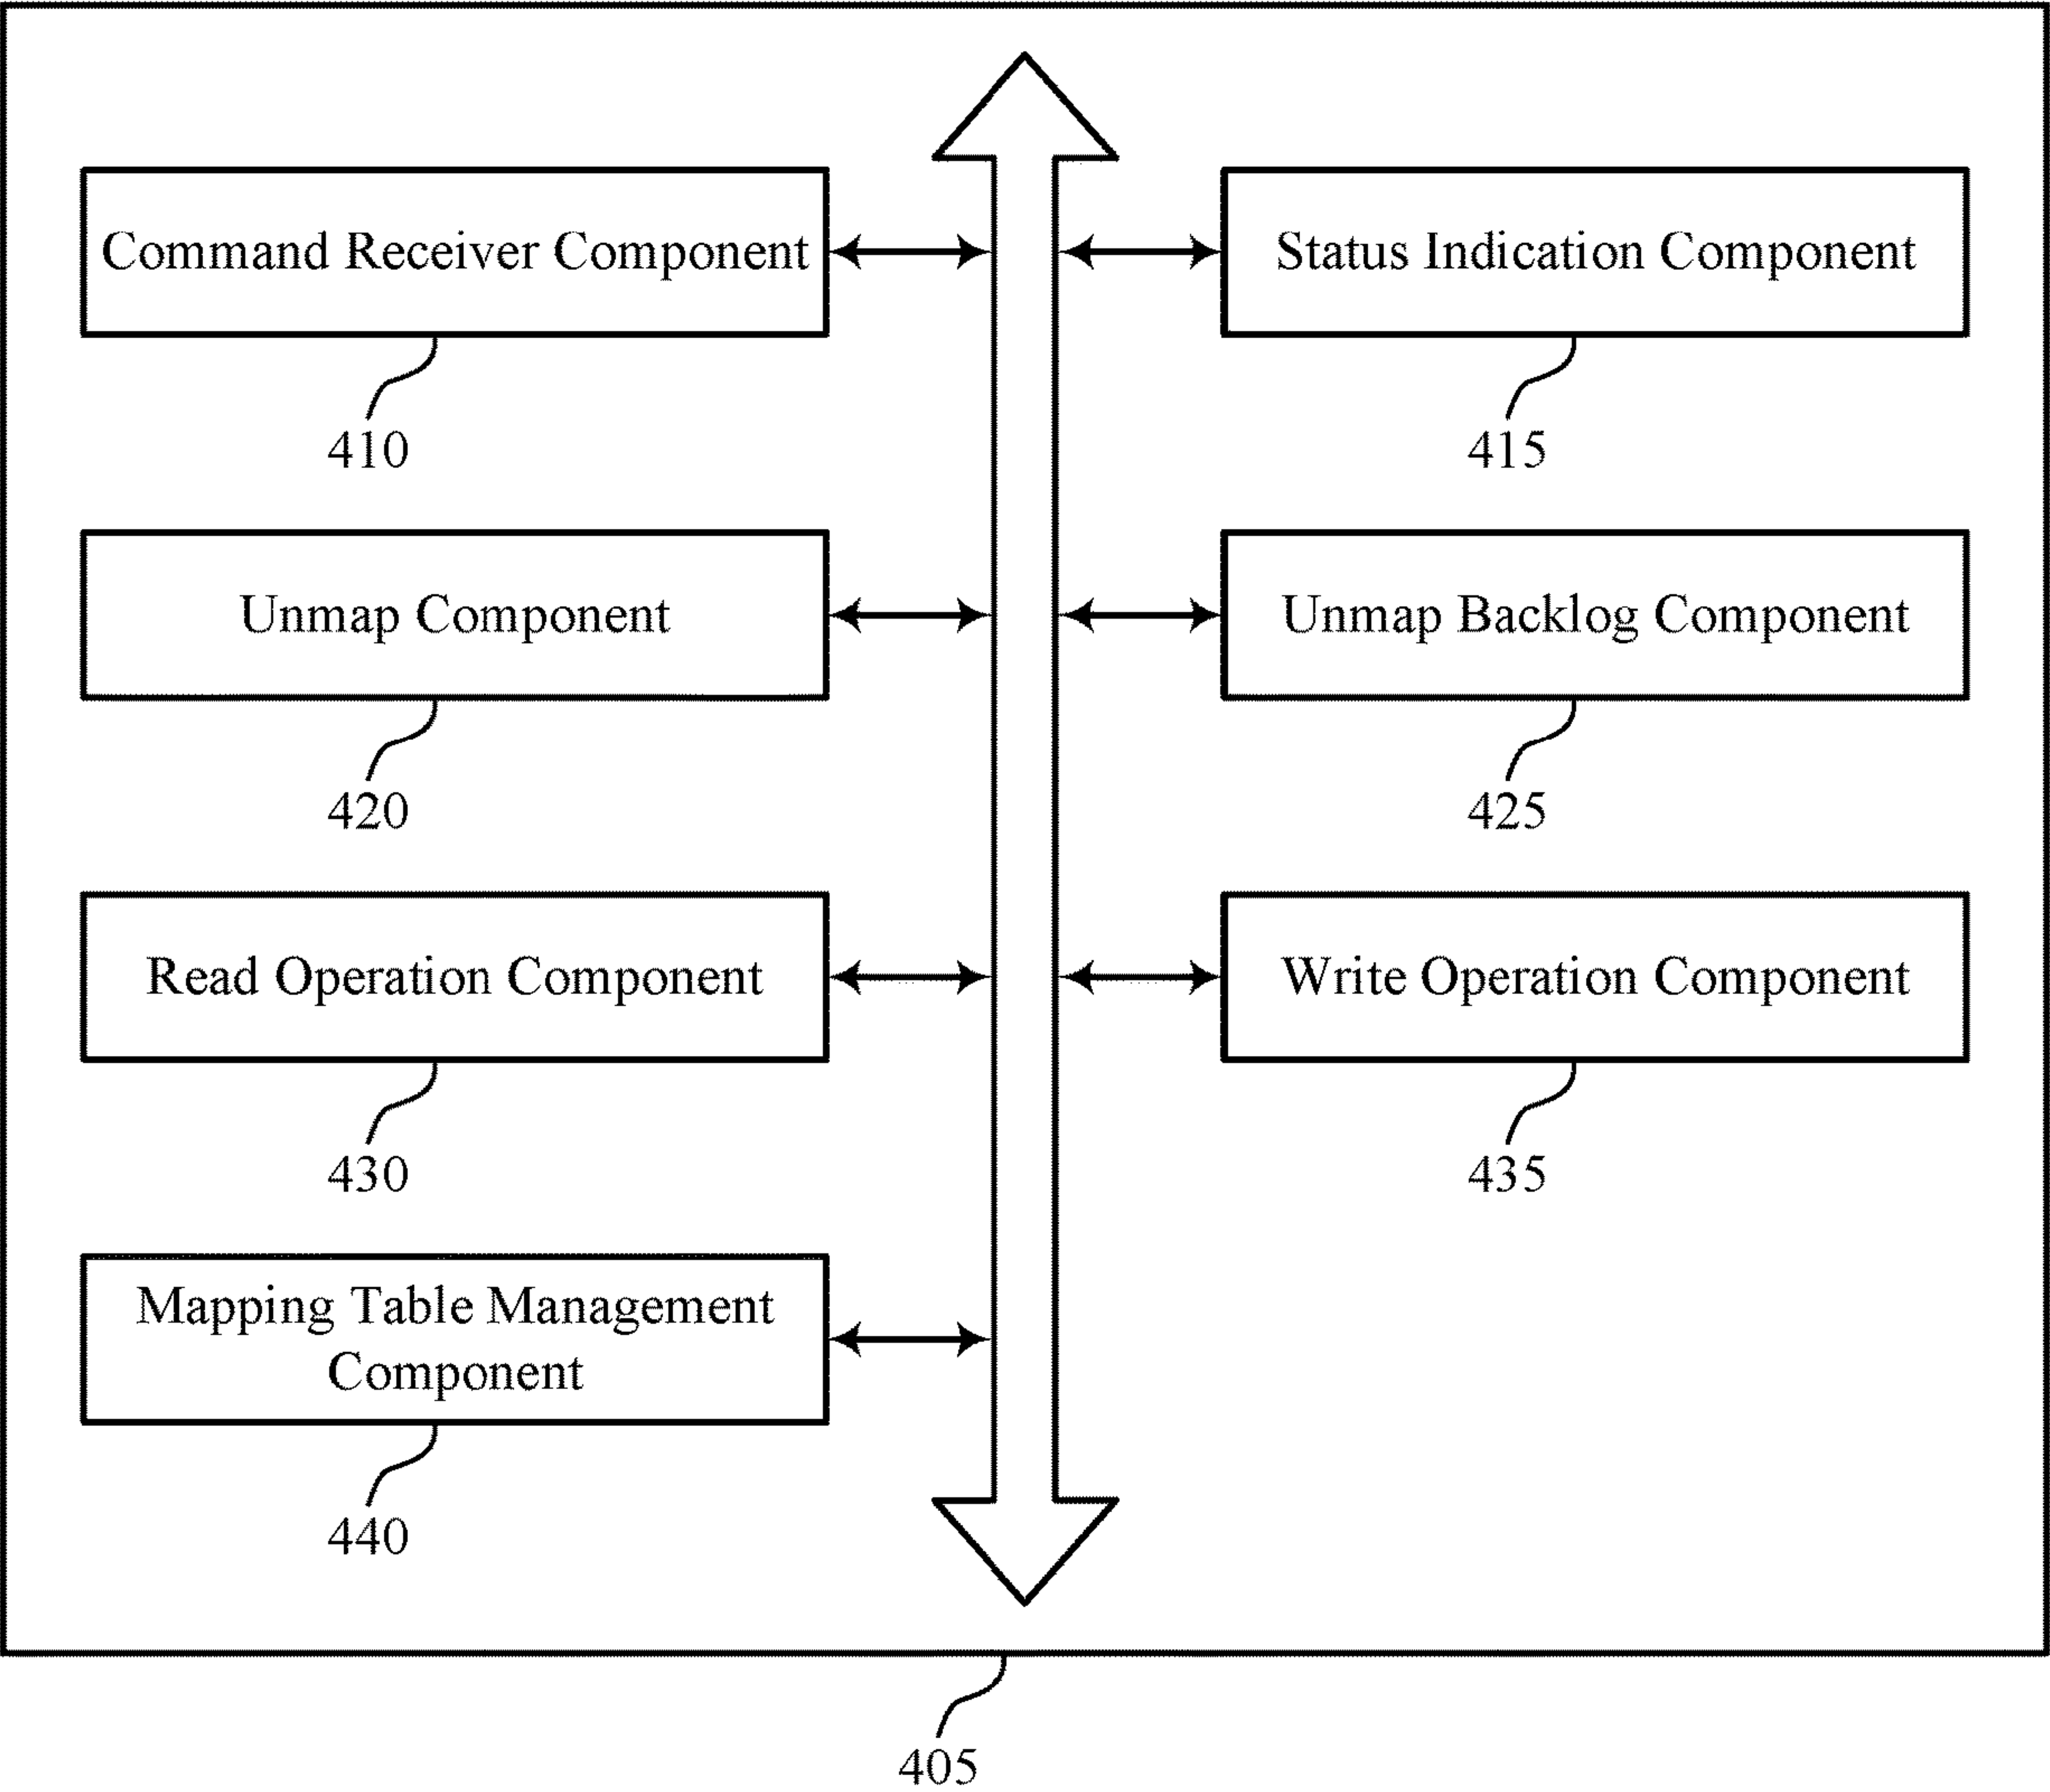 Command Receiver Component
Status Indication Component
410
415
Unmap Component
Unmap Backlog Component
420
425
Read Operation Component
Write Operation Component
430
435
Mapping Table Management
Component
440
405